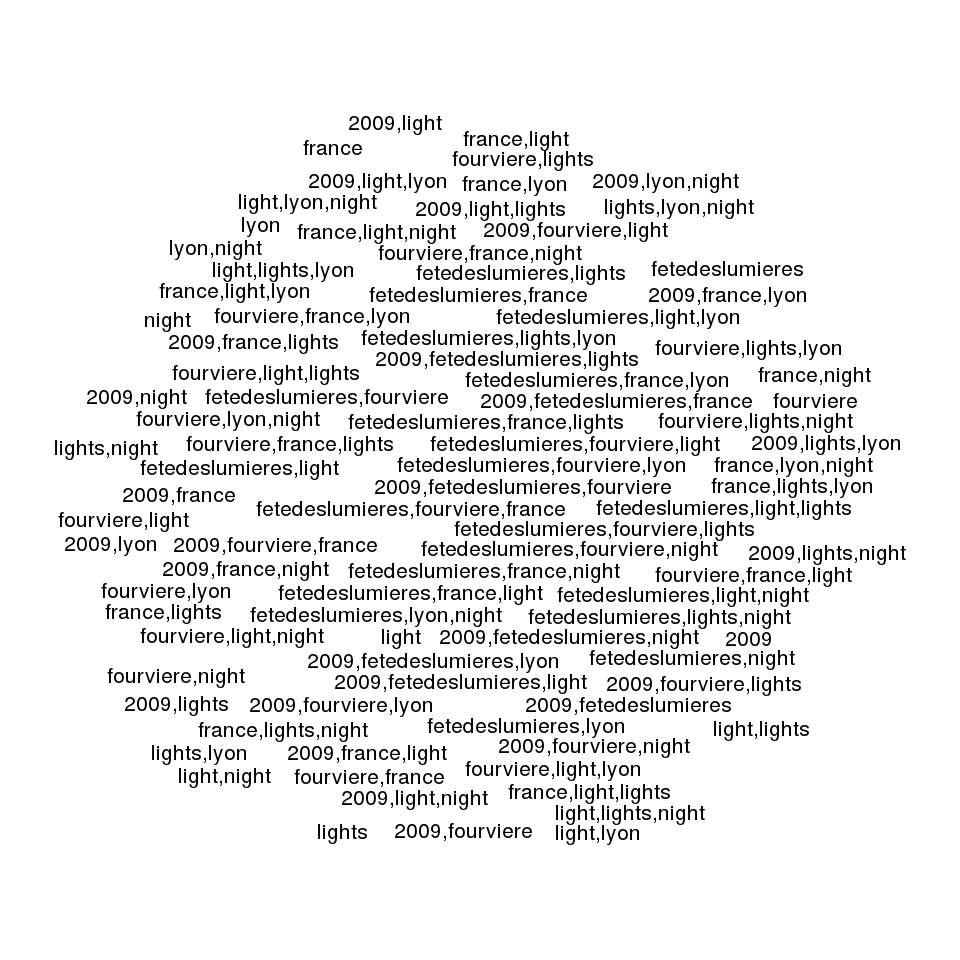 2009,light
france,light
france
fourviere,lights
2009,light,lyon france,lyon 2009,lyon,night
light,lyon,night 2009,light,lights lights,lyon,night
lyon france,light,night 2009,fourviere,light
lyon,night fourviere,france,night
light,lights,lyon fetedeslumieres,lights fetedeslumieres
france,light,lyon fetedeslumieres,france 2009,france,lyon
night fourviere,france,lyon fetedeslumieres,light,lyon
2009,france,lights fetedeslumieres,lights,lyon fourviere,lights,lyon
2009,fetedeslumieres,lights
fourviere,light,lights fetedeslumieres,france,lyon france,night
2009,night fetedeslumieres,fourviere 2009,fetedeslumieres,france fourviere
fourviere,lyon,night fetedeslumieres,france,lights fourviere,lights,night
lights,night fourviere,france,lights fetedeslumieres,fourviere,light 2009,lights,lyon
fetedeslumieres,light fetedeslumieres,fourviere,lyon france,lyon,night
2009,france 2009,fetedeslumieres,fourviere france,lights,lyon
fetedeslumieres,fourviere,france fetedeslumieres,light,lights
fourviere,light fetedeslumieres,fourviere,lights
2009,lyon 2009,fourviere,france fetedeslumieres,fourviere,night 2009,lights,night
2009,france,night fetedeslumieres,france,night fourviere,france,light
fourviere,lyon fetedeslumieres,france,light fetedeslumieres,light,night
france,lights fetedeslumieres,lyon,night fetedeslumieres,lights,night
fourviere,light,night light 2009,fetedeslumieres,night 2009
2009,fetedeslumieres,lyon fetedeslumieres,night
fourviere,night 2009,fetedeslumieres,light 2009,fourviere,lights
2009,lights 2009,fourviere,lyon 2009,fetedeslumieres
france,lights,night fetedeslumieres,lyon light,lights
lights,lyon 2009,france,light 2009,fourviere,night
light,night fourviere,france fourviere,light,lyon
2009,light,night france,light,lights
light,lights,night
lights 2009,fourviere light,lyon